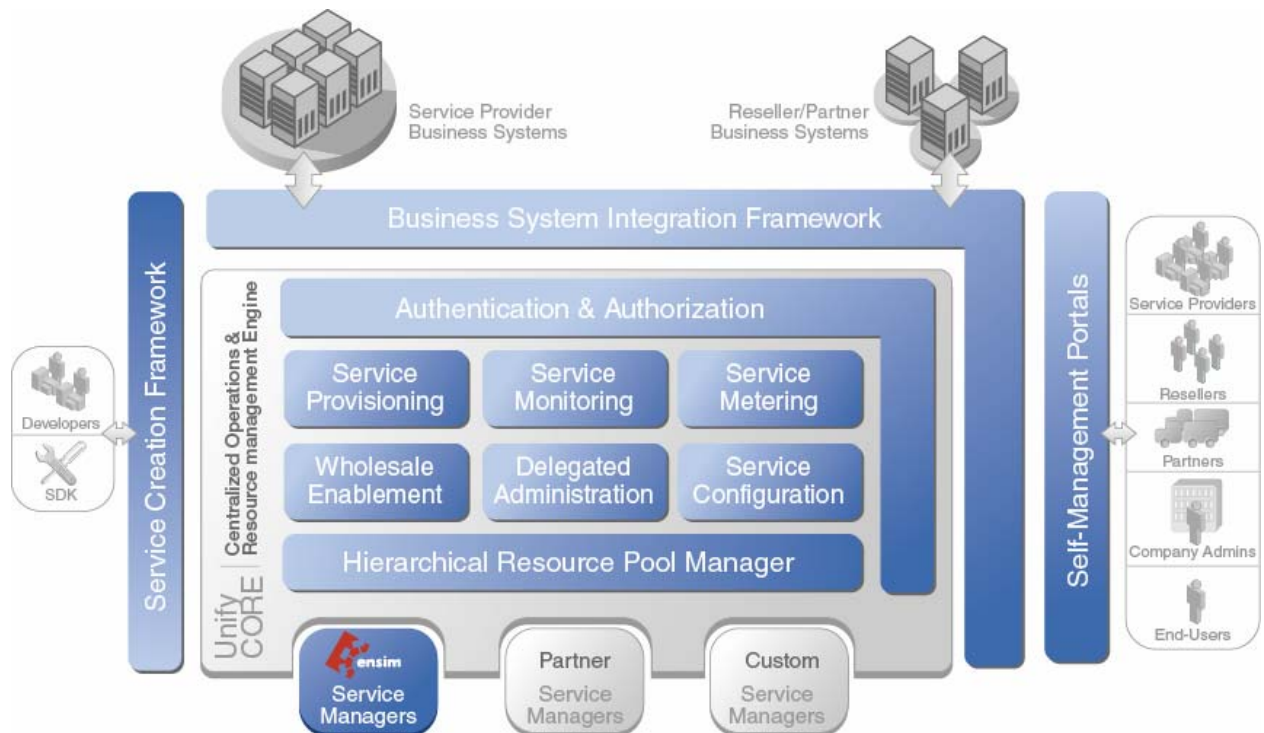 Service Provider
Business Systems
Reseller/Partner
Business Systems
Business System Integration Framework
Service Creation Framework
Developers
SDK
Unify
CORE
Centralized Operations &
Resource management Engine
Authentication & Authorization
Service
Provisioning
Service
Monitoring
Service
Metering
Wholesale
Enablement
Delegated
Administration
Service
Configuration
Hierarchical Resource Pool Manager
ensim
Service
Managers
Partner
Service
Managers
Custom
Service
Managers
Self-Management Portals
Service Providers
Resellers
Partners
Company Admins
End-Users